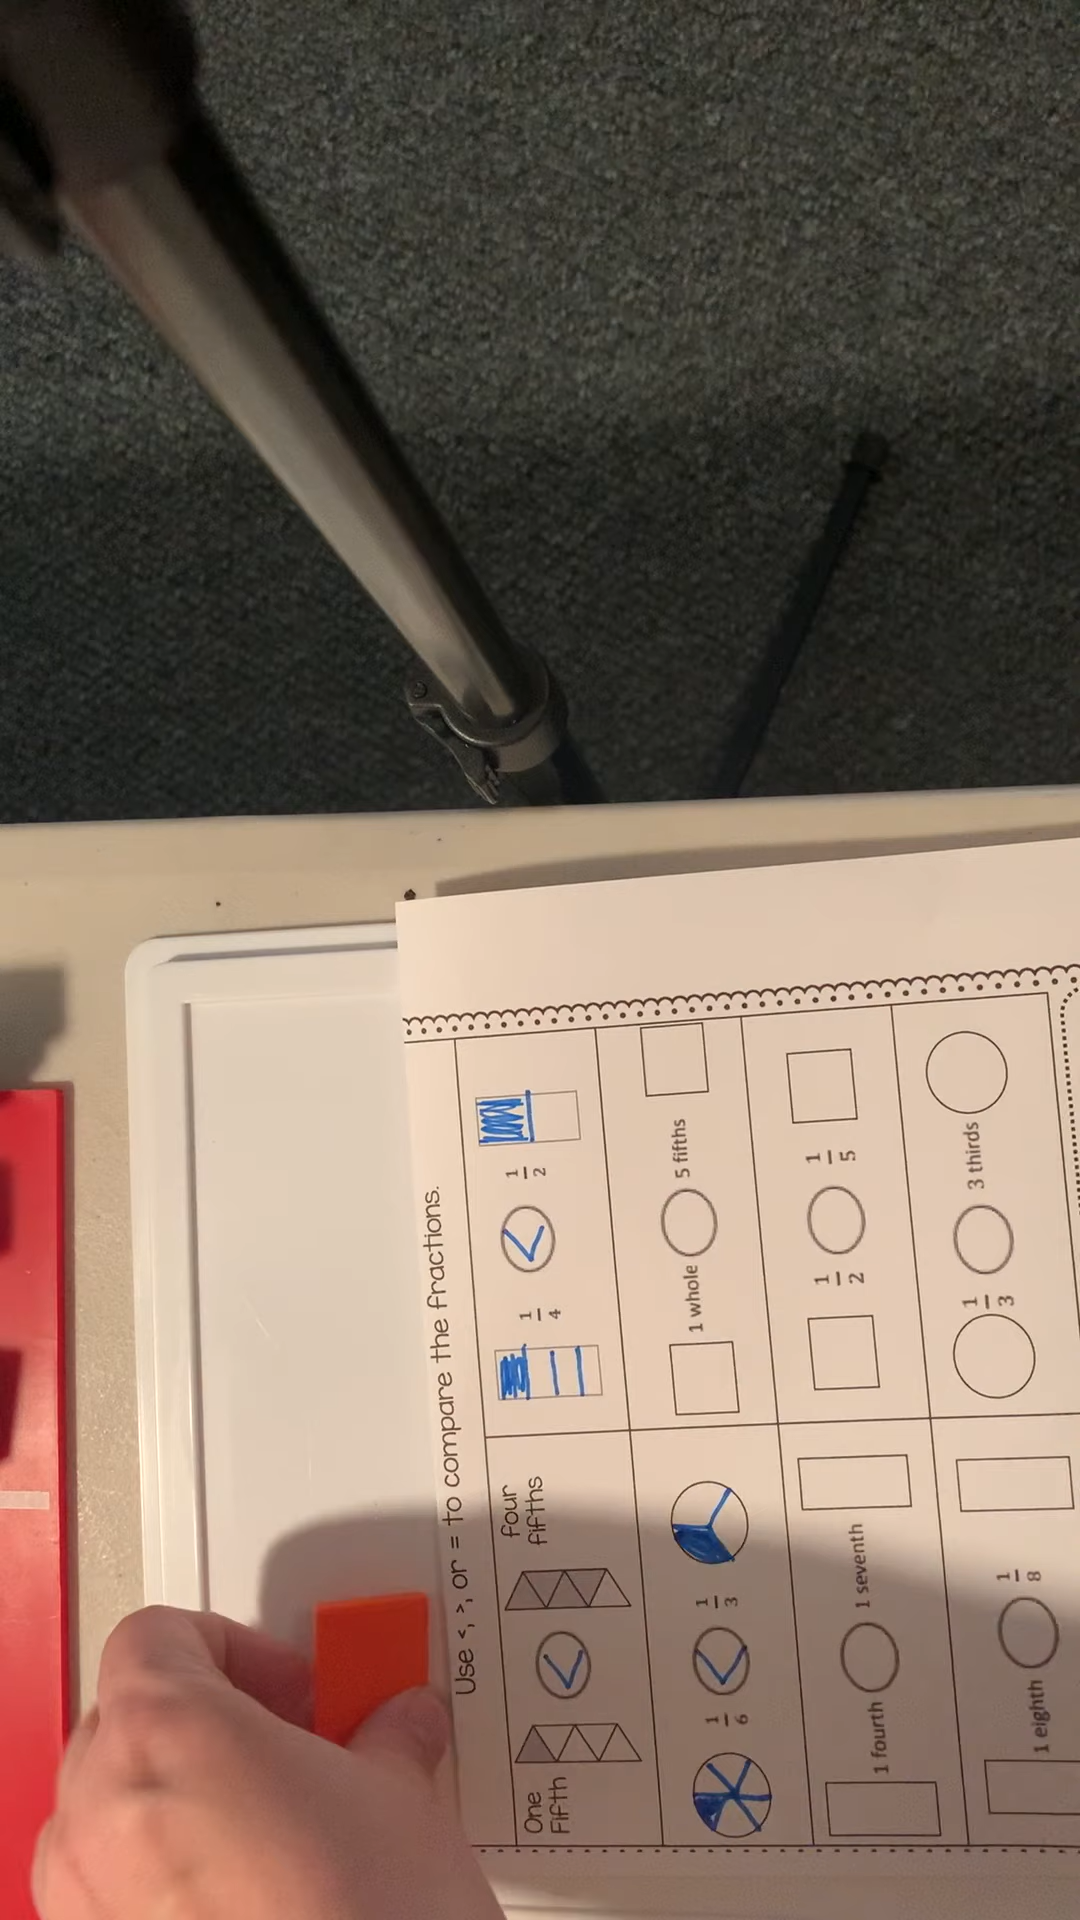 Use <, >, or = to compare the fractions.
One Fifth < four fifths
1/4 < 1/2
1/6 < 1/3
1 whole 5 fifths
1 fourth 1 seventh
1/2 1/5
1 eighth 1/8
1/3 3 thirds